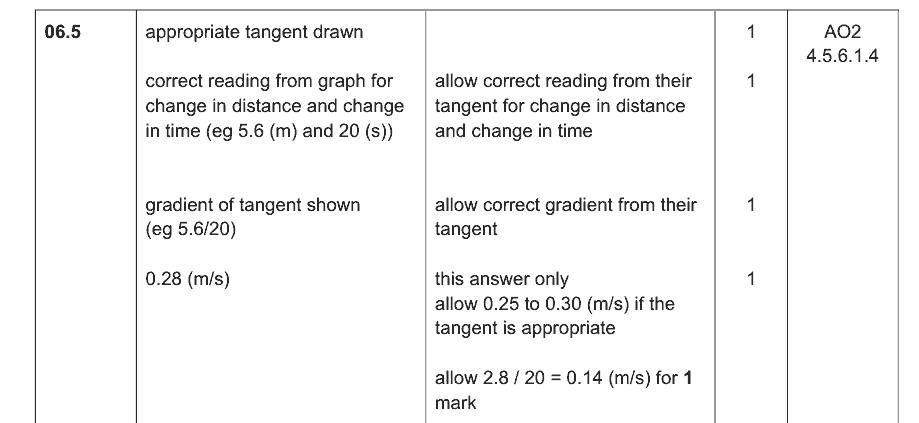 06.5 appropriate tangent drawn 1 AO2
4.5.6.1.4
correct reading from graph for allow correct reading from their 1
change in distance and change tangent for change in distance
in time (eg 5.6 (m) and 20 (s)) and change in time
gradient of tangent shown allow correct gradient from their 1
(eg 5.6/20) tangent
0.28 (m/s) this answer only 1
allow 0.25 to 0.30 (m/s) if the
tangent is appropriate
allow 2.8 / 20 = 0.14 (m/s) for 1
mark